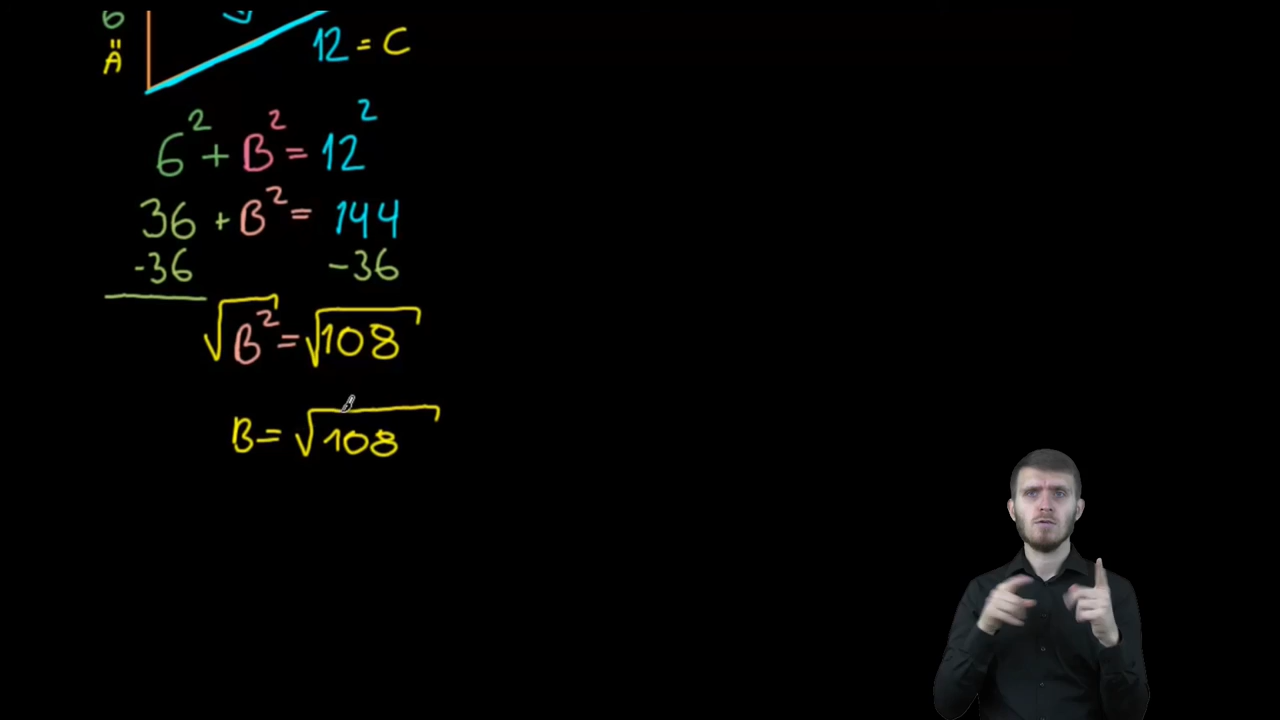 6
=
A
12 = C
6² + B² = 12²
36 + B² = 144
-36 -36
√B² = √108
B = √108